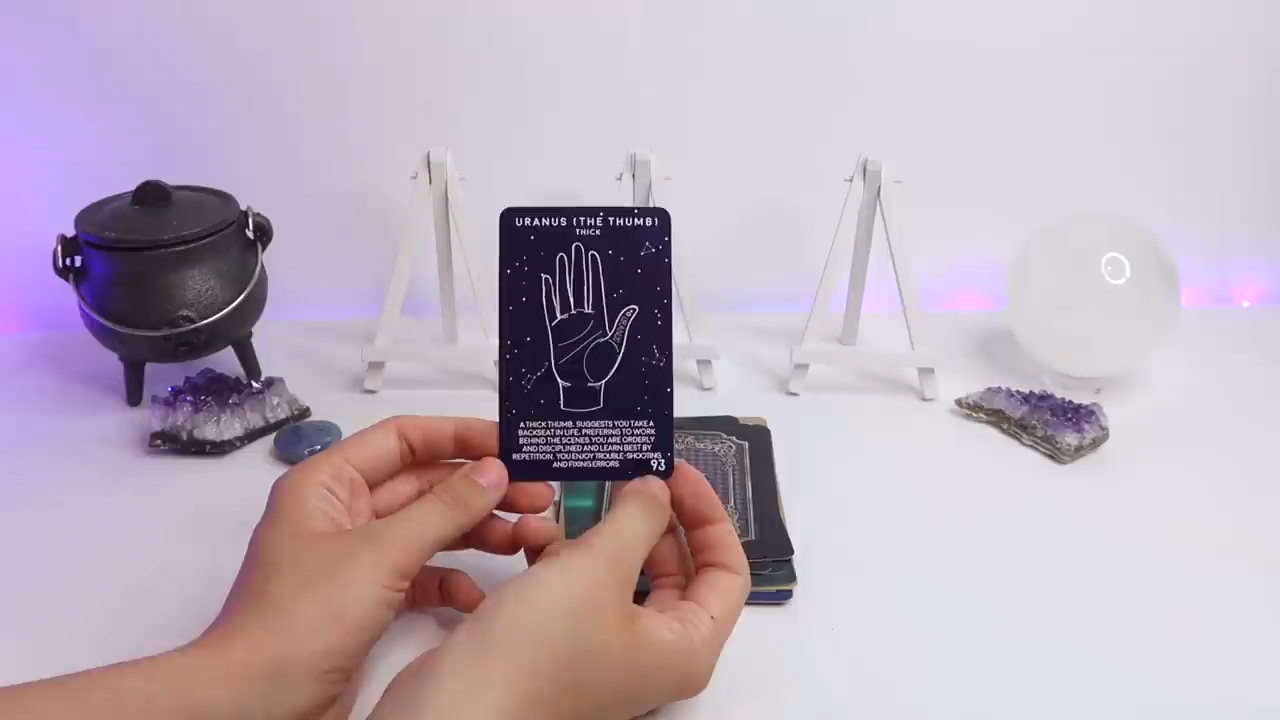 URANUS (THE THUMB)
THICK
URANUS
A THICK THUMB, SUGGESTS YOU TAKE A
BACKSEAT IN LIFE, PREFERING TO WORK
BEHIND THE SCENES. YOU ARE ORDERLY
AND DISCIPLINED AND LEARN BEST BY
REPETITION. YOU ENJOY TROUBLE-SHOOTING
AND FIXING ERRORS.
93